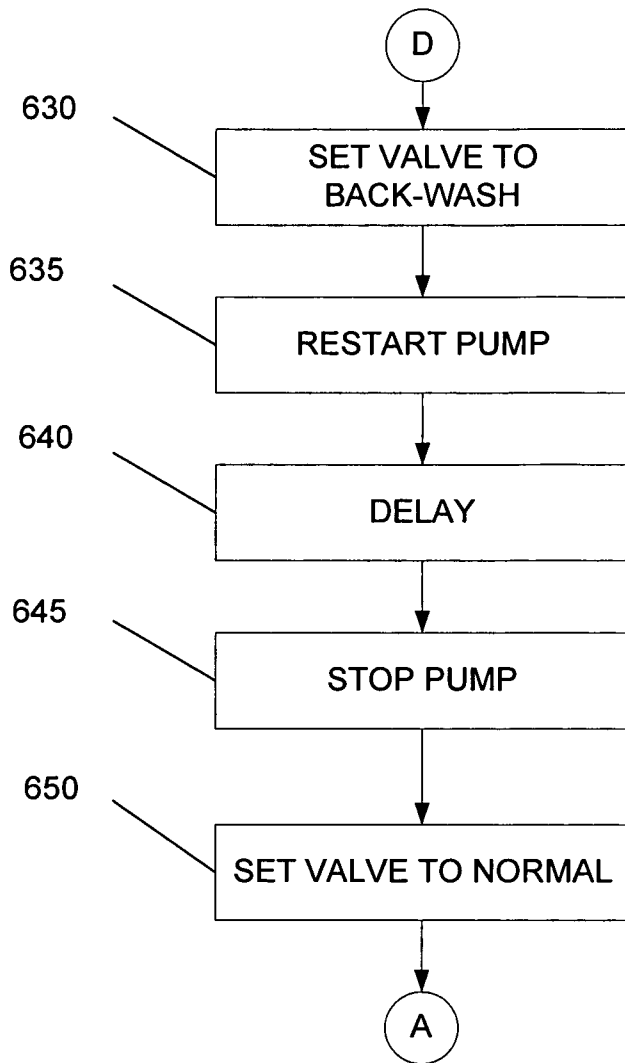 D
630
SET VALVE TO
BACK-WASH
635
RESTART PUMP
640
DELAY
645
STOP PUMP
650
SET VALVE TO NORMAL
A